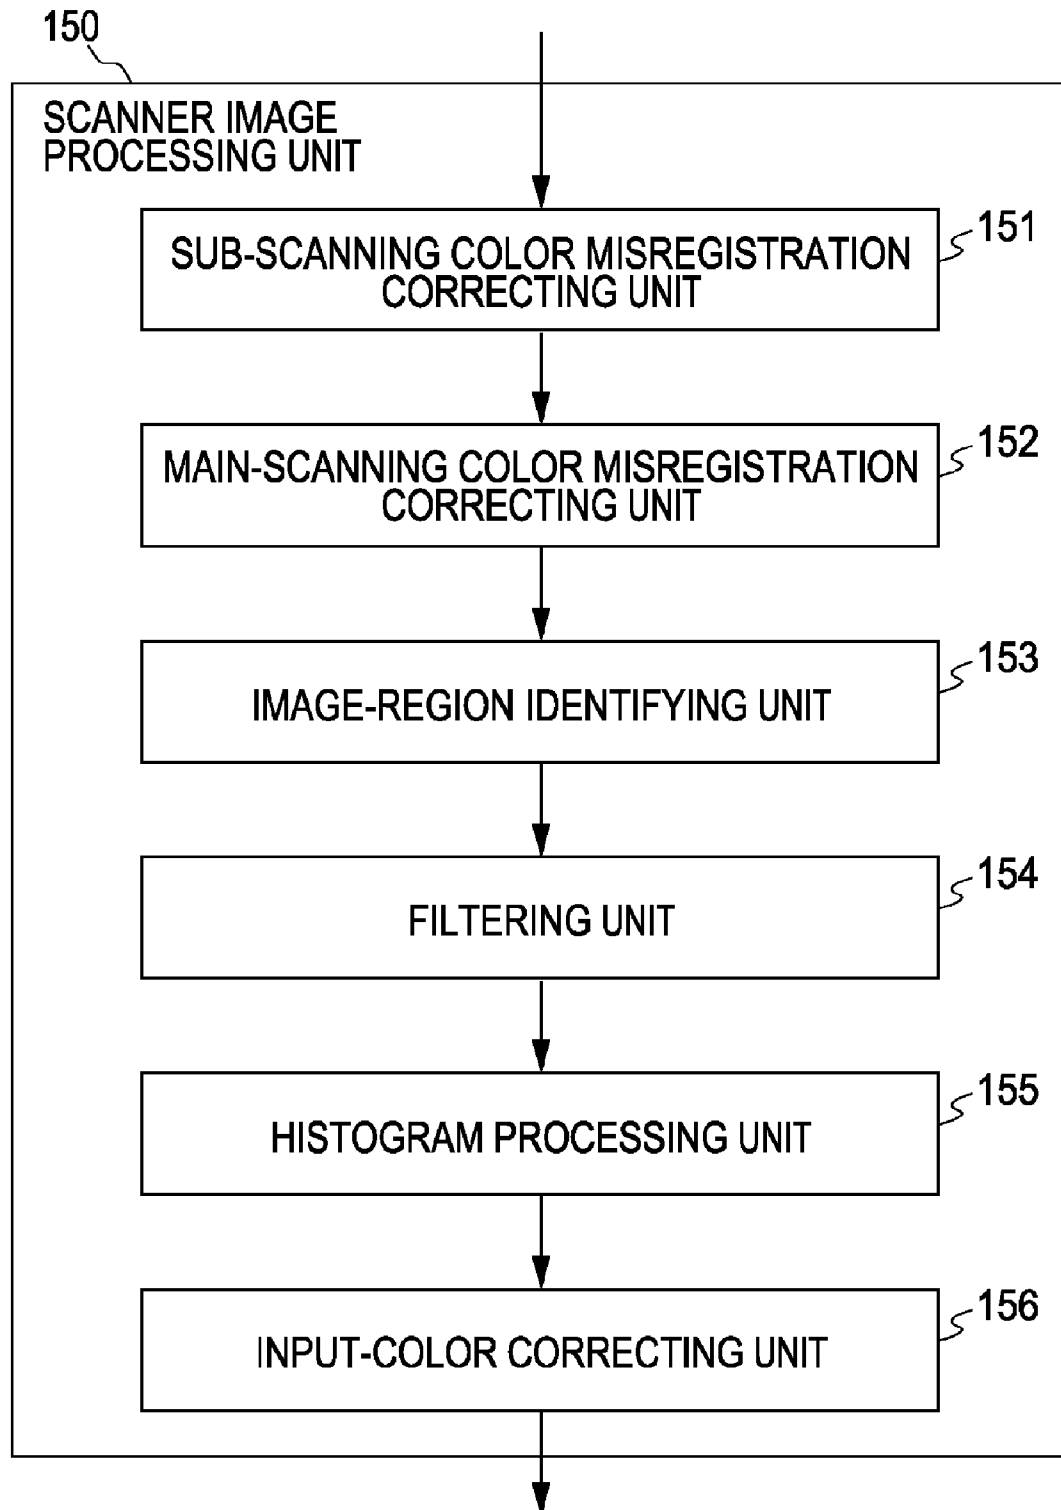 150
SCANNER IMAGE
PROCESSING UNIT
SUB-SCANNING COLOR MISREGISTRATION
CORRECTING UNIT
151
MAIN-SCANNING COLOR MISREGISTRATION
CORRECTING UNIT
152
IMAGE-REGION IDENTIFYING UNIT
153
FILTERING UNIT
154
HISTOGRAM PROCESSING UNIT
155
INPUT-COLOR CORRECTING UNIT
156